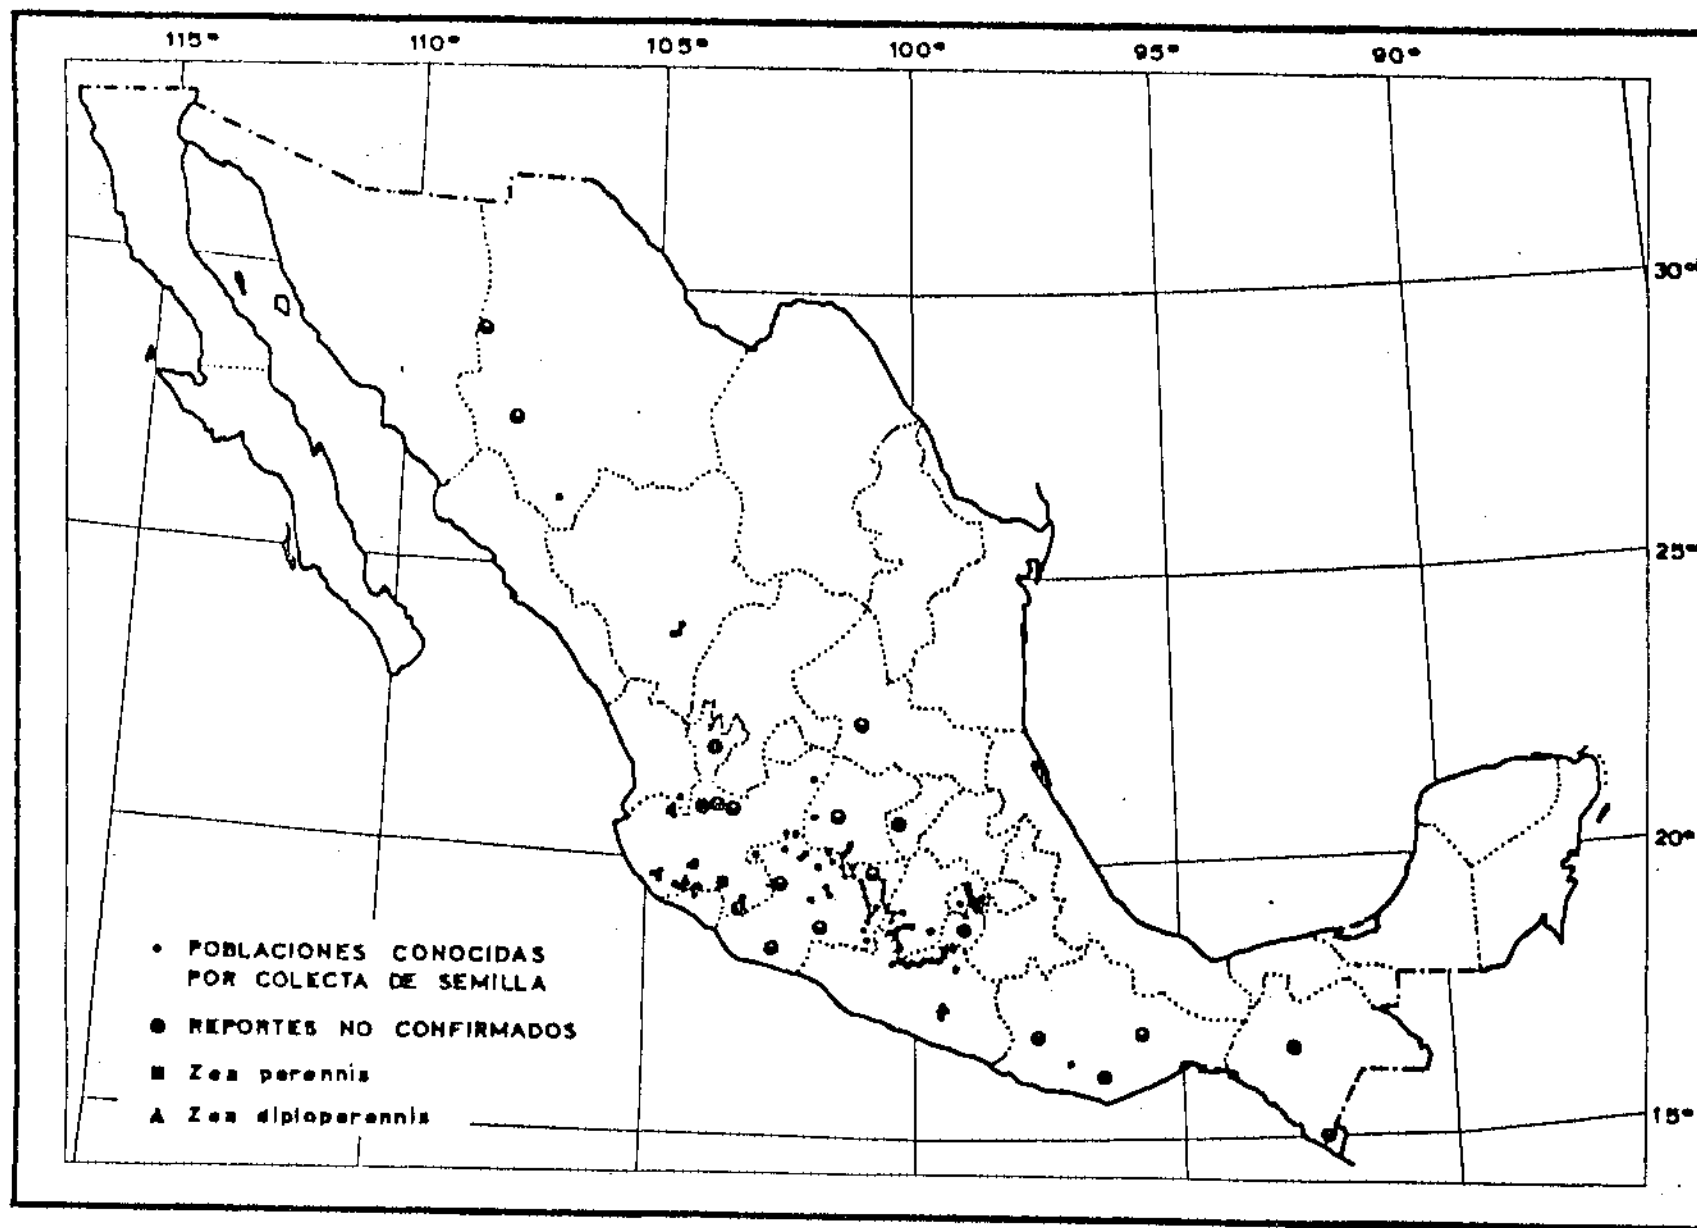 115° 110° 105° 100° 95° 90°
30°
25°
20°
15°
• POBLACIONES CONOCIDAS
POR COLECTA DE SEMILLA
● REPORTES NO CONFIRMADOS
■ Zea perennis
▲ Zea diploperennis